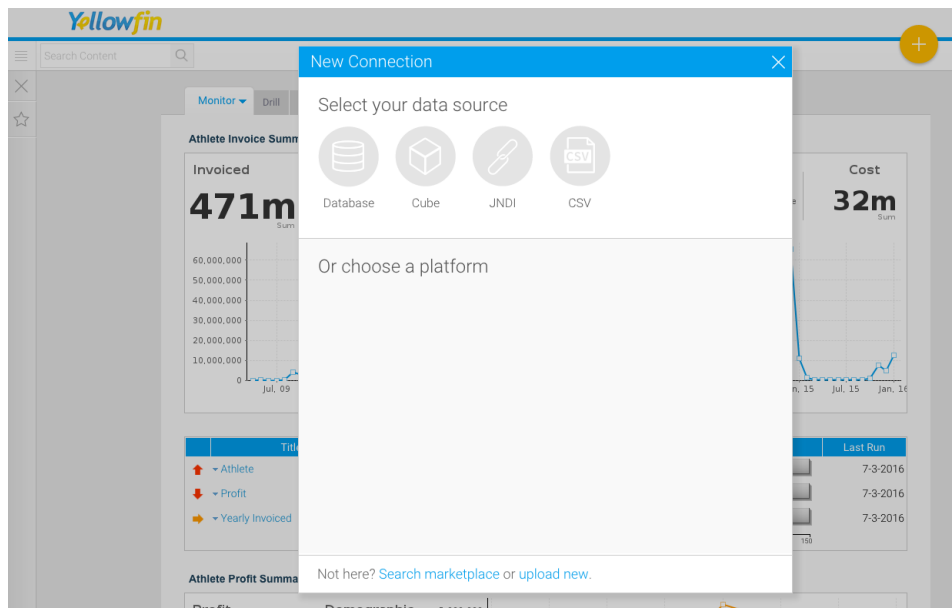 Yellowfin
Search Content
New Connection
Monitor
Drill
Select your data source
Athlete Invoice Summ
Invoiced
471m
Sum
CSV
Database
Cube
JNDI
CSV
Cost
e
32m
Sum
Or choose a platform
60,000,000
50,000,000
40,000,000
30,000,000
20,000,000
10,000,000
0
Jul, 09
n, 15
Jul, 15
Jan, 16
Title
Last Run
Athlete
7-3-2016
Profit
7-3-2016
Yearly Invoiced
7-3-2016
150
Not here? Search marketplace or upload new.
Athlete Profit Summa
Profit
Demographic